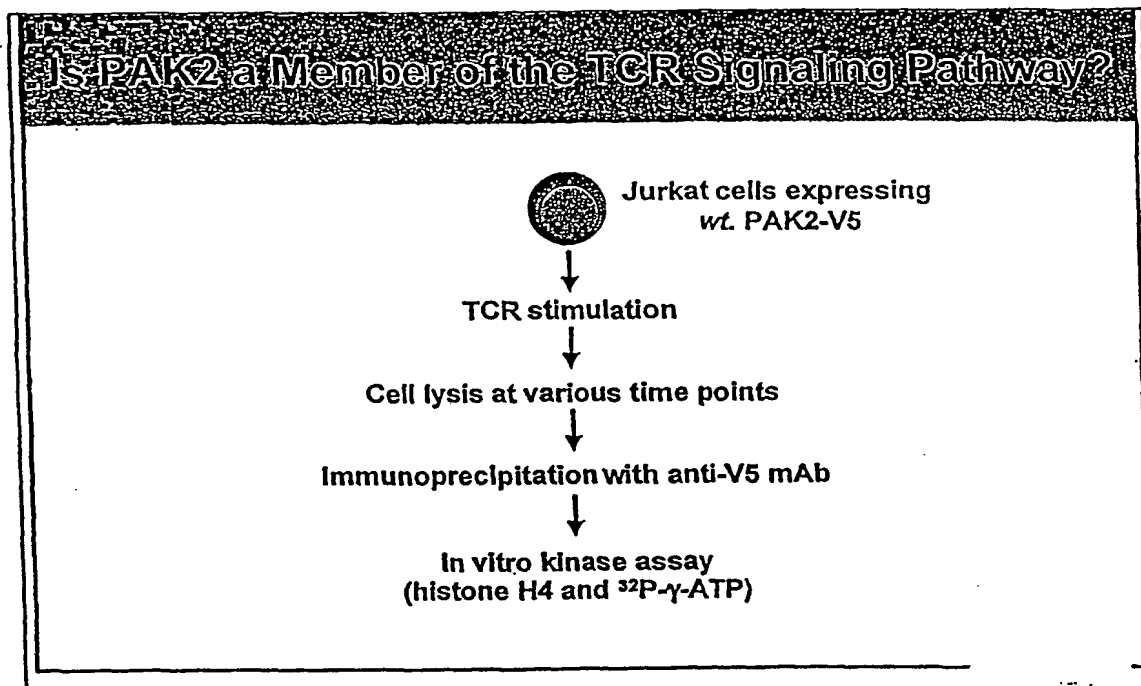 Is PAK2 a Member of the TCR Signaling Pathway?
Jurkat cells expressing
wt. PAK2-V5
TCR stimulation
Cell lysis at various time points
Immunoprecipitation with anti-V5 mAb
In vitro kinase assay
(histone H4 and ³²P-γ-ATP)